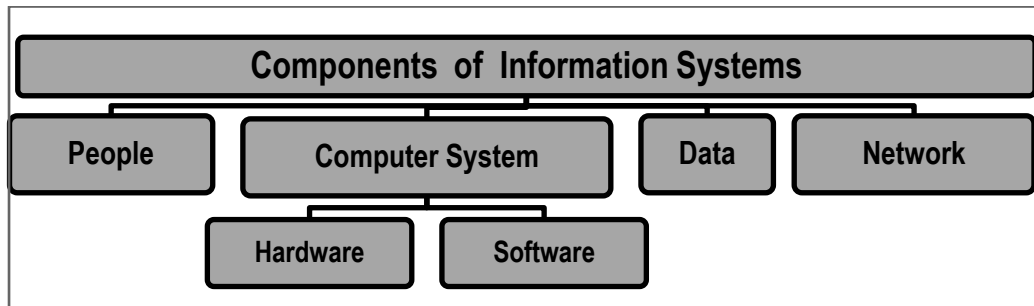 Components of Information Systems
People
Computer System
Data
Network
Hardware
Software